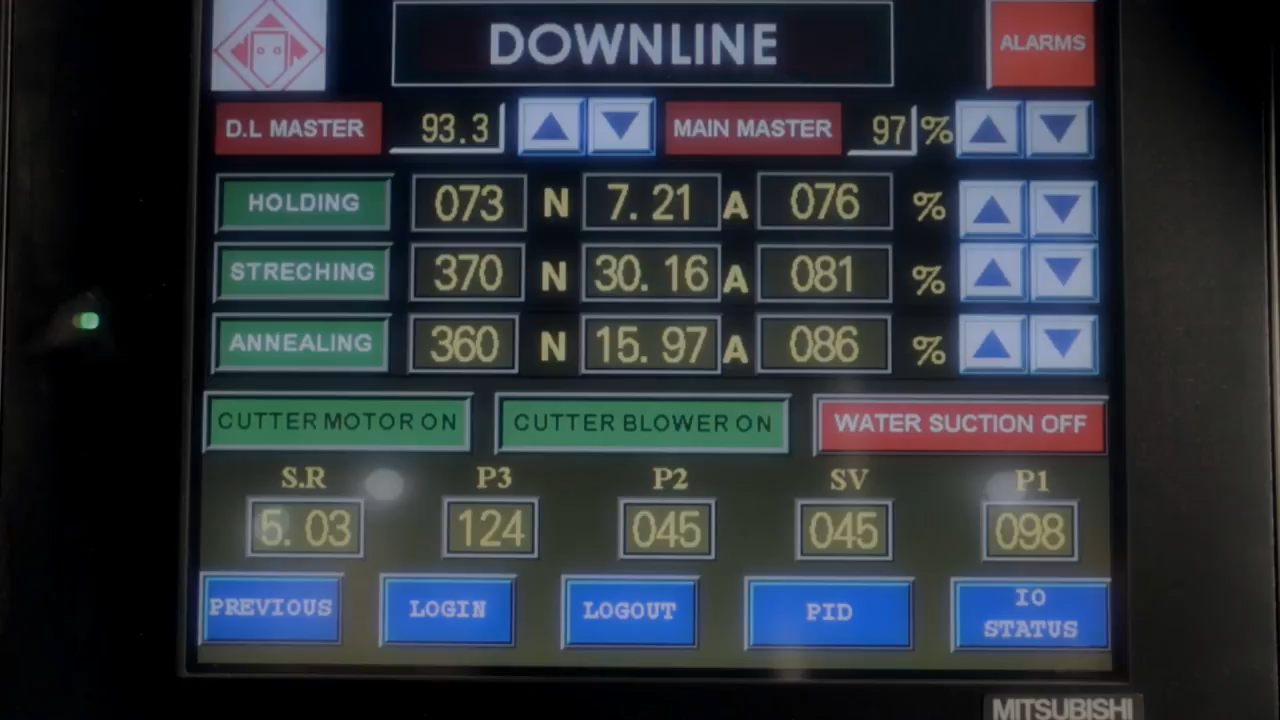 DOWNLINE
ALARMS
D.L MASTER 93.3 MAIN MASTER 97 %
HOLDING 073 N 7.21 A 076 %
STRECHING 370 N 30.16 A 081 %
ANNEALING 360 N 15.97 A 086 %
CUTTER MOTOR ON CUTTER BLOWER ON WATER SUCTION OFF
S.R P3 P2 SV P1
5.03 124 045 045 098
PREVIOUS LOGIN LOGOUT PID IO STATUS
MITSUBISHI